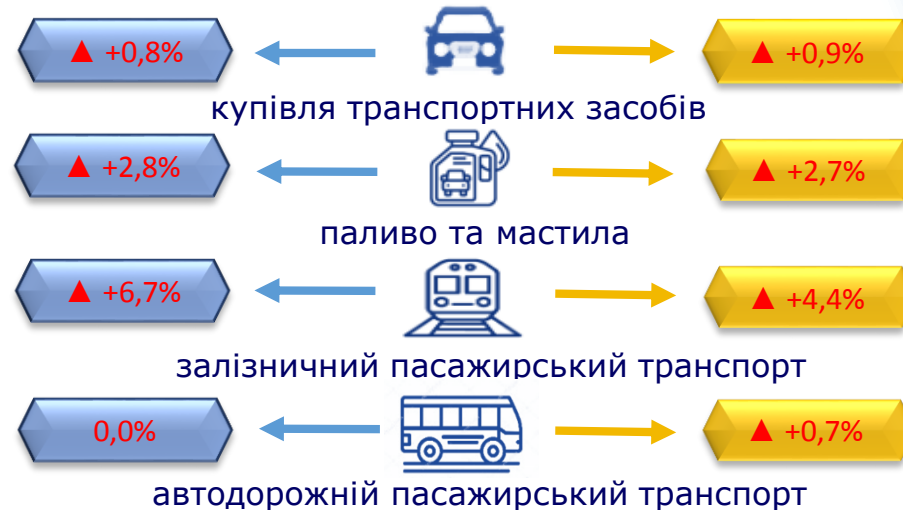 ▲ +0,8%
▲ +0,9%
купівля транспортних засобів
▲ +2,8%
▲ +2,7%
паливо та мастила
▲ +6,7%
▲ +4,4%
залізничний пасажирський транспорт
0,0%
▲ +0,7%
автодорожній пасажирський транспорт